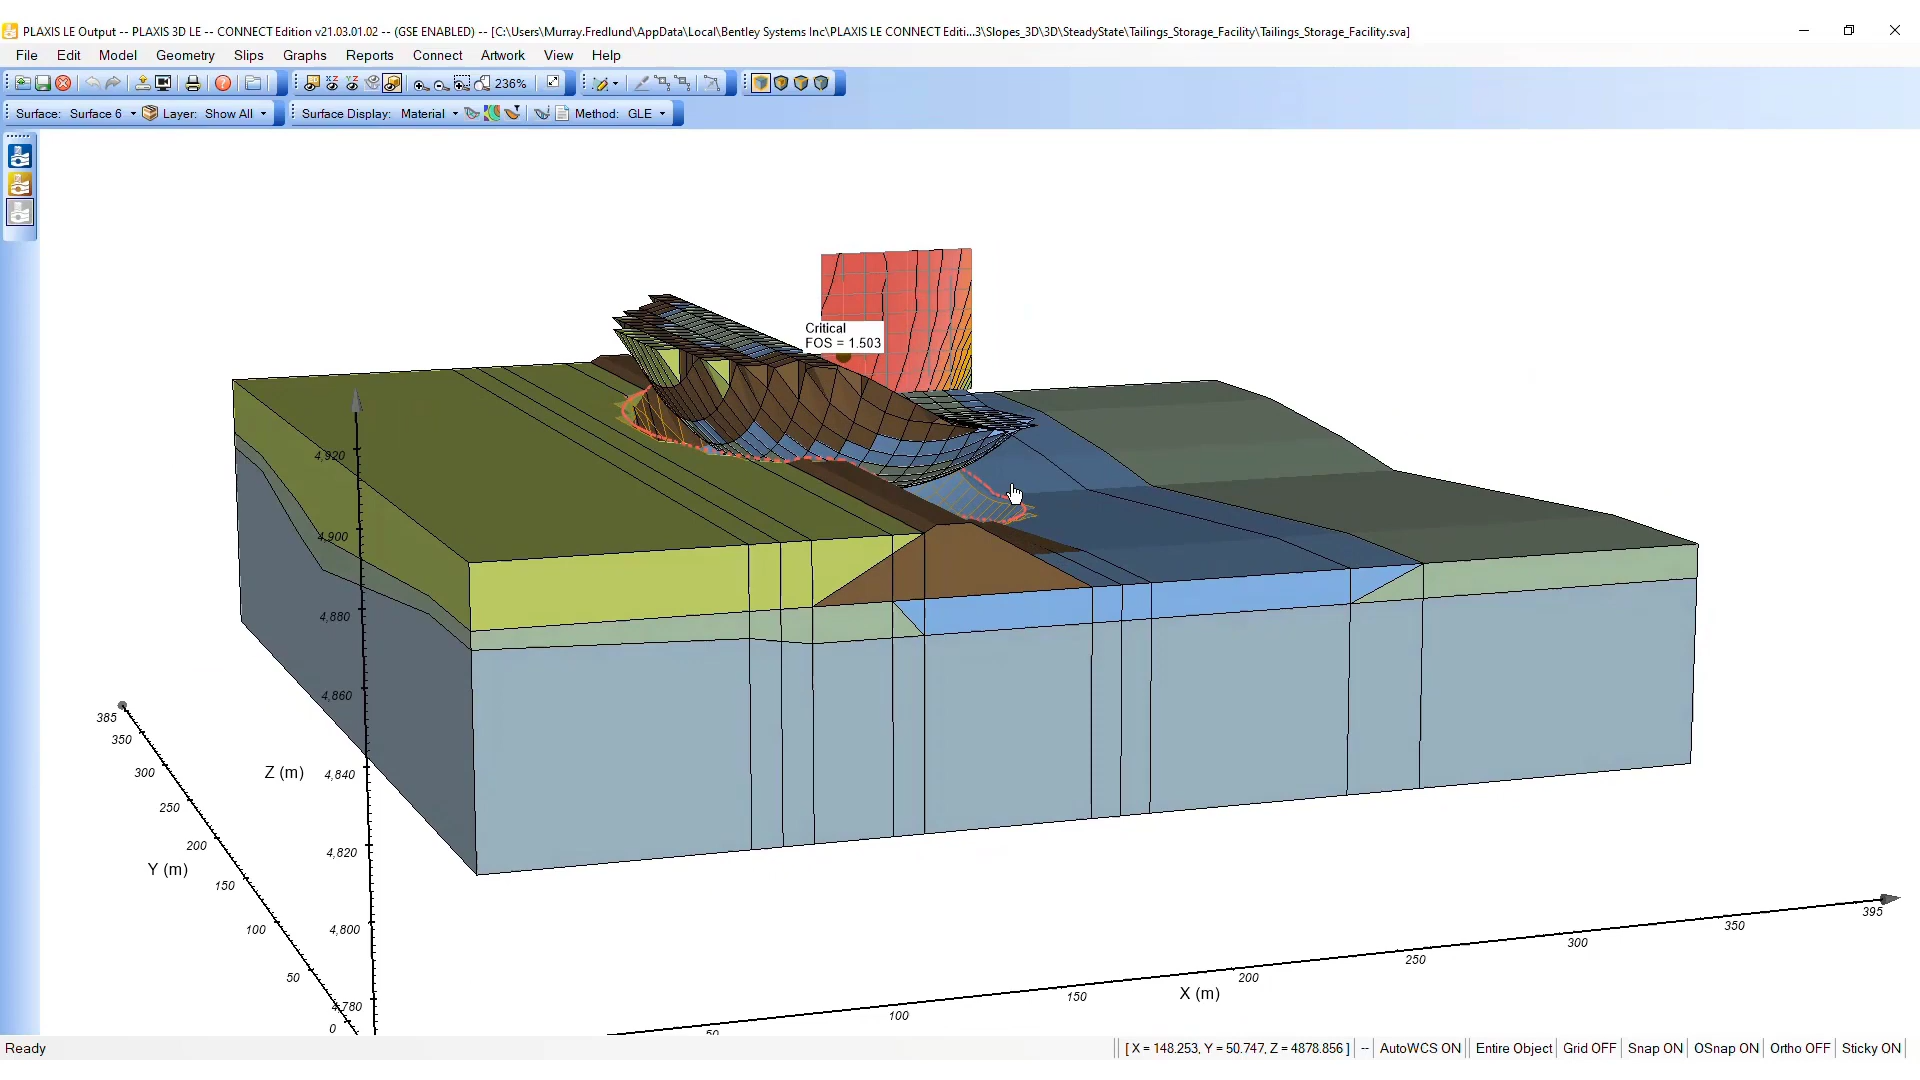 PLAXIS LE Output -- PLAXIS 3D LE -- CONNECT Edition v21.03.01.02 -- (GSE ENABLED) -- [C:\Users\Murray.Fredlund\AppData\Local\Bentley Systems Inc\PLAXIS LE CONNECT Editi...3\Slopes_3D\3D\SteadyState\Tailings_Storage_Facility\Tailings_Storage_Facility.sva]
File Edit Model Geometry Slips Graphs Reports Connect Artwork View Help
XZ YZ 236%
Surface: Surface 6 Layer: Show All Surface Display: Material Method: GLE
Critical
FOS = 1.503
4,920
4,900
4,880
4,860
4,840
4,820
4,800
4,780
Z (m)
385
350
300
250
200
150
100
50
0
Y (m)
50
100
150
200
250
300
350
395
X (m)
Ready [ X = 148.253, Y = 50.747, Z = 4878.856 ] -- AutoWCS ON Entire Object Grid OFF Snap ON OSnap ON Ortho OFF Sticky ON